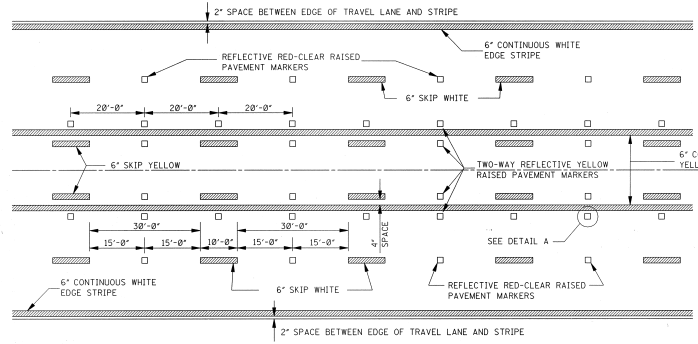 2" SPACE BETWEEN EDGE OF TRAVEL LANE AND STRIPE
6" CONTINUOUS WHITE
EDGE STRIPE
REFLECTIVE RED-CLEAR RAISED
PAVEMENT MARKERS
6" SKIP WHITE
20'-0" 20'-0" 20'-0"
6" SKIP YELLOW
TWO-WAY REFLECTIVE YELLOW
RAISED PAVEMENT MARKERS
6" C
YELL
30'-0" 30'-0"
15'-0" 15'-0" 10'-0" 15'-0" 15'-0"
4"
SPACE
SEE DETAIL A
6" CONTINUOUS WHITE
EDGE STRIPE
6" SKIP WHITE
REFLECTIVE RED-CLEAR RAISED
PAVEMENT MARKERS
2" SPACE BETWEEN EDGE OF TRAVEL LANE AND STRIPE